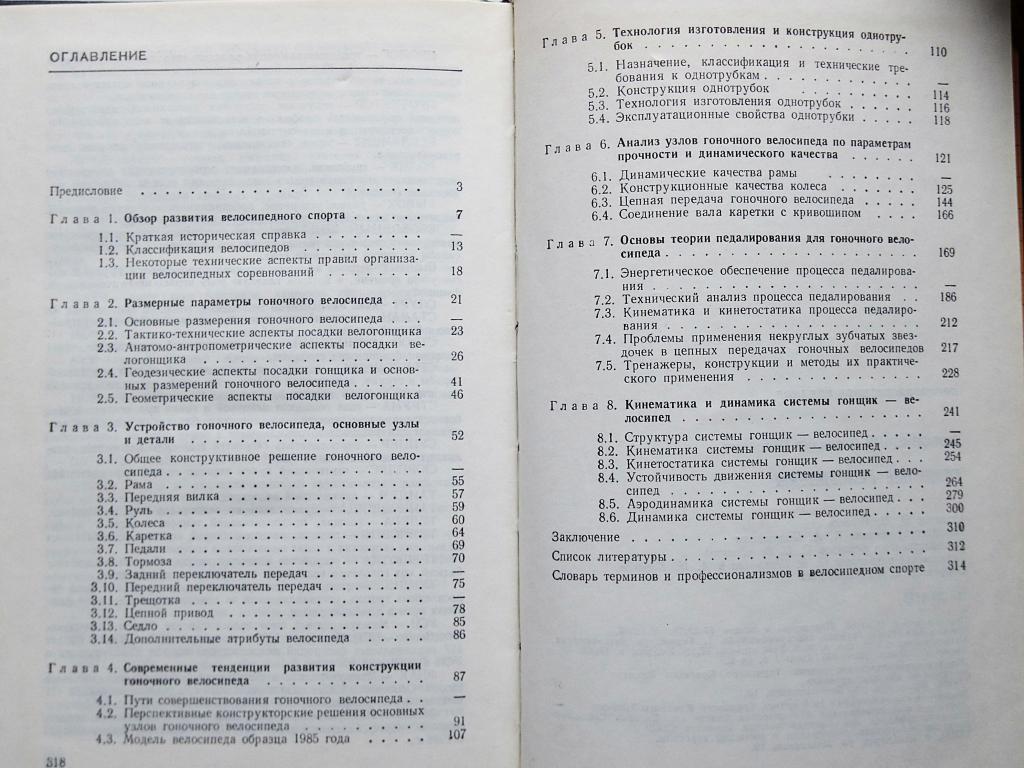 ОГЛАВЛЕНИЕ
Предисловие . . . . . . . . . . . . . . . . . . . . 3
Глава 1. Обзор развития велосипедного спорта . . . . . . 7
1.1. Краткая историческая справка . . . . . . . . —
1.2. Классификация велосипедов . . . . . . . . . 13
1.3. Некоторые технические аспекты правил организа-
ции велосипедных соревнований . . . . . . . 18
Глава 2. Размерные параметры гоночного велосипеда . . . 21
2.1. Основные размерения гоночного велосипеда . . . —
2.2. Тактико-технические аспекты посадки велогонщика 23
2.3. Анатомо-антропометрические аспекты посадки ве-
логонщика . . . . . . . . . . . . . . . . . 26
2.4. Геодезические аспекты посадки гонщика и основ-
ных размерений гоночного велосипеда . . . . . . 41
2.5. Геометрические аспекты посадки велогонщика 46
Глава 3. Устройство гоночного велосипеда, основные узлы
и детали . . . . . . . . . . . . . . . . . . 52
3.1. Общее конструктивное решение гоночного вело-
сипеда . . . . . . . . . . . . . . . . . . . —
3.2. Рама . . . . . . . . . . . . . . . . . . . . 55
3.3. Передняя вилка . . . . . . . . . . . . . . . 57
3.4. Руль . . . . . . . . . . . . . . . . . . . . 59
3.5. Колеса . . . . . . . . . . . . . . . . . . . 60
3.6. Каретка . . . . . . . . . . . . . . . . . . 64
3.7. Педали . . . . . . . . . . . . . . . . . . . 69
3.8. Тормоза . . . . . . . . . . . . . . . . . . 70
3.9. Задний переключатель передач . . . . . . . . —
3.10. Передний переключатель передач . . . . . . . 75
3.11. Трещотка . . . . . . . . . . . . . . . . . . —
3.12. Цепной привод . . . . . . . . . . . . . . . 78
3.13. Седло . . . . . . . . . . . . . . . . . . . 85
3.14. Дополнительные атрибуты велосипеда . . . . . 86
Глава 4. Современные тенденции развития конструкции
гоночного велосипеда . . . . . . . . . . . . 87
4.1. Пути совершенствования гоночного велосипеда . . —
4.2. Перспективные конструкторские решения основных
узлов гоночного велосипеда . . . . . . . . . 91
4.3. Модель велосипеда образца 1985 года . . . . . 107
318
Глава 5. Технология изготовления и конструкция однотру-
бок . . . . . . . . . . . . . . . . . . . . 110
5.1. Назначение, классификация и технические тре-
бования к однотрубкам . . . . . . . . . . . —
5.2. Конструкция однотрубок . . . . . . . . . . 114
5.3. Технология изготовления однотрубок . . . . . 116
5.4. Эксплуатационные свойства однотрубки . . . . . 118
Глава 6. Анализ узлов гоночного велосипеда по параметрам
прочности и динамического качества . . . . . . 121
6.1. Динамические качества рамы . . . . . . . . —
6.2. Конструкционные качества колеса . . . . . . . 125
6.3. Цепная передача гоночного велосипеда . . . . . 144
6.4. Соединение вала каретки с кривошипом . . . . 166
Глава 7. Основы теории педалирования для гоночного вело-
сипеда . . . . . . . . . . . . . . . . . . . 169
7.1. Энергетическое обеспечение процесса педалирова-
ния . . . . . . . . . . . . . . . . . . . . —
7.2. Технический анализ процесса педалирования . . 186
7.3. Кинематика и кинетостатика процесса педалиро-
вания . . . . . . . . . . . . . . . . . . . 212
7.4. Проблемы применения некруглых зубчатых звез-
дочек в цепных передачах гоночных велосипедов 217
7.5. Тренажеры, конструкции и методы их практиче-
ского применения . . . . . . . . . . . . . . 228
Глава 8. Кинематика и динамика системы гонщик — ве-
лосипед . . . . . . . . . . . . . . . . . . 241
8.1. Структура системы гонщик — велосипед . . . . . —
8.2. Кинематика системы гонщик — велосипед . . . . 245
8.3. Кинетостатика системы гонщик — велосипед . . . 254
8.4. Устойчивость движения системы гонщик — вело-
сипед . . . . . . . . . . . . . . . . . . . 264
8.5. Аэродинамика системы гонщик — велосипед . . . 279
8.6. Динамика системы гонщик — велосипед . . . . . 300
Заключение . . . . . . . . . . . . . . . . . . . . 310
Список литературы . . . . . . . . . . . . . . . . . 312
Словарь терминов и профессионализмов в велосипедном спорте 314